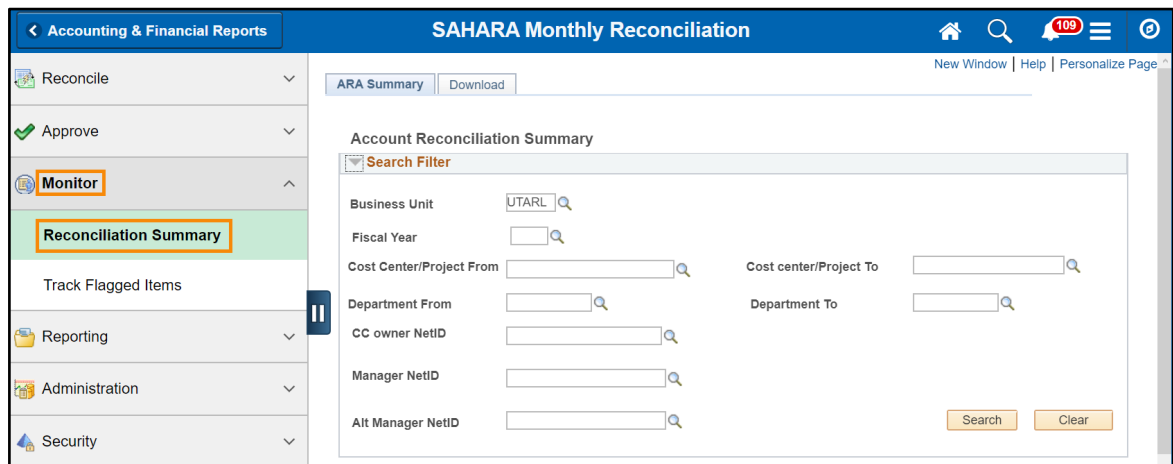 Accounting & Financial Reports
SAHARA Monthly Reconciliation
109
New Window | Help | Personalize Page
Reconcile
Approve
Monitor
Reconciliation Summary
Track Flagged Items
Reporting
Administration
Security
ARA Summary
Download
Account Reconciliation Summary
Search Filter
Business Unit UTARL
Fiscal Year
Cost Center/Project From Cost center/Project To
Department From Department To
CC owner NetID
Manager NetID
Alt Manager NetID
Search Clear